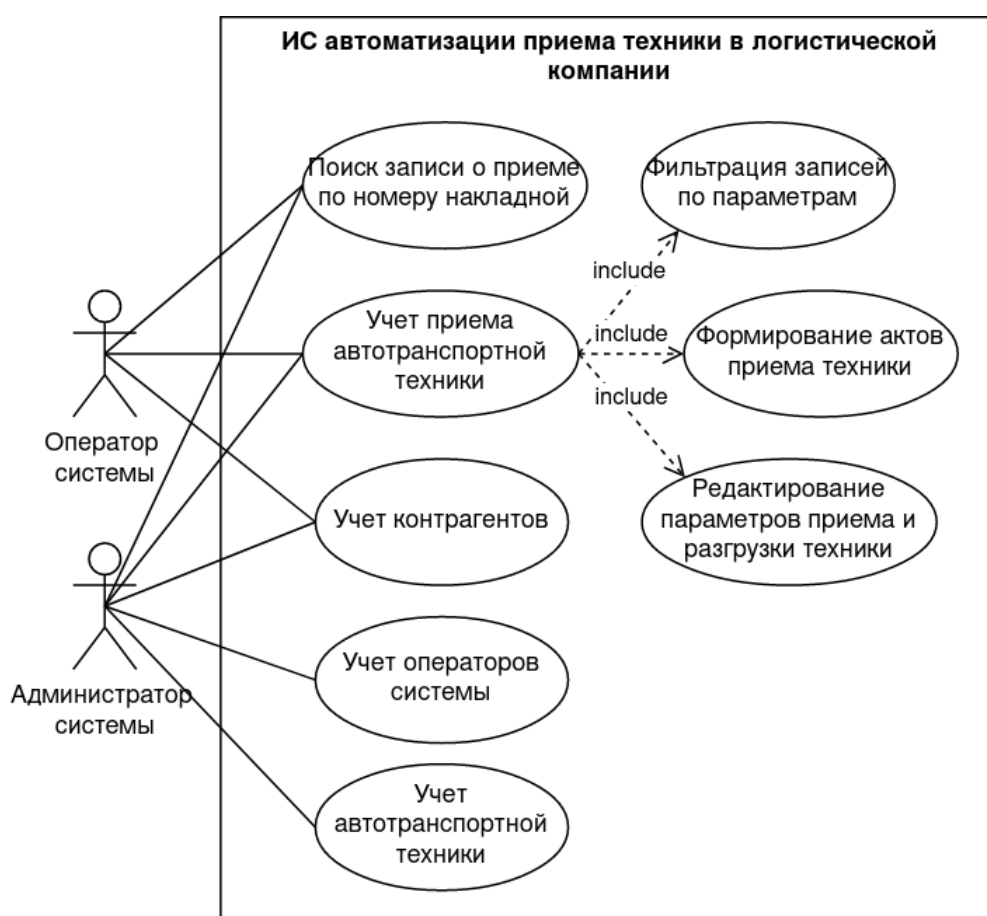 ИС автоматизации приема техники в логистической
компании
Поиск записи о приеме
по номеру накладной
Фильтрация записей
по параметрам
include
Учет приема
автотранспортной
техники
include
Формирование актов
приема техники
include
Оператор
системы
Учет контрагентов
Редактирование
параметров приема и
разгрузки техники
Администратор
системы
Учет операторов
системы
Учет
автотранспортной
техники